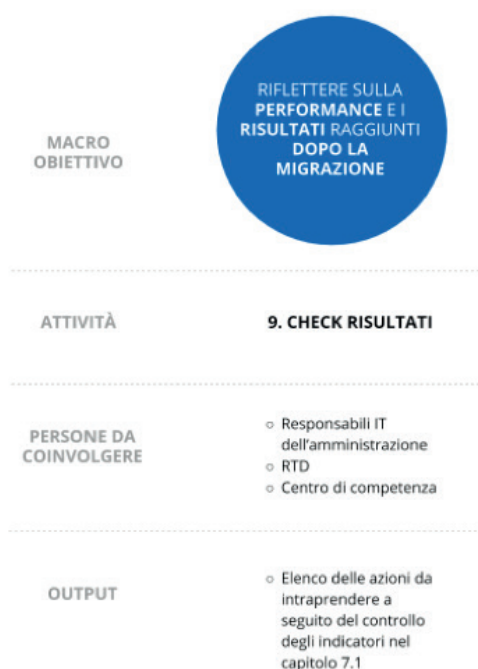 RIFLETTERE SULLA
PERFORMANCE E I
RISULTATI RAGGIUNTI
DOPO LA
MIGRAZIONE
MACRO
OBIETTIVO
ATTIVITÀ
9. CHECK RISULTATI
PERSONE DA
COINVOLGERE
○ Responsabili IT
dell'amministrazione
○ RTD
○ Centro di competenza
OUTPUT
○ Elenco delle azioni da
intraprendere a
seguito del controllo
degli indicatori nel
capitolo 7.1